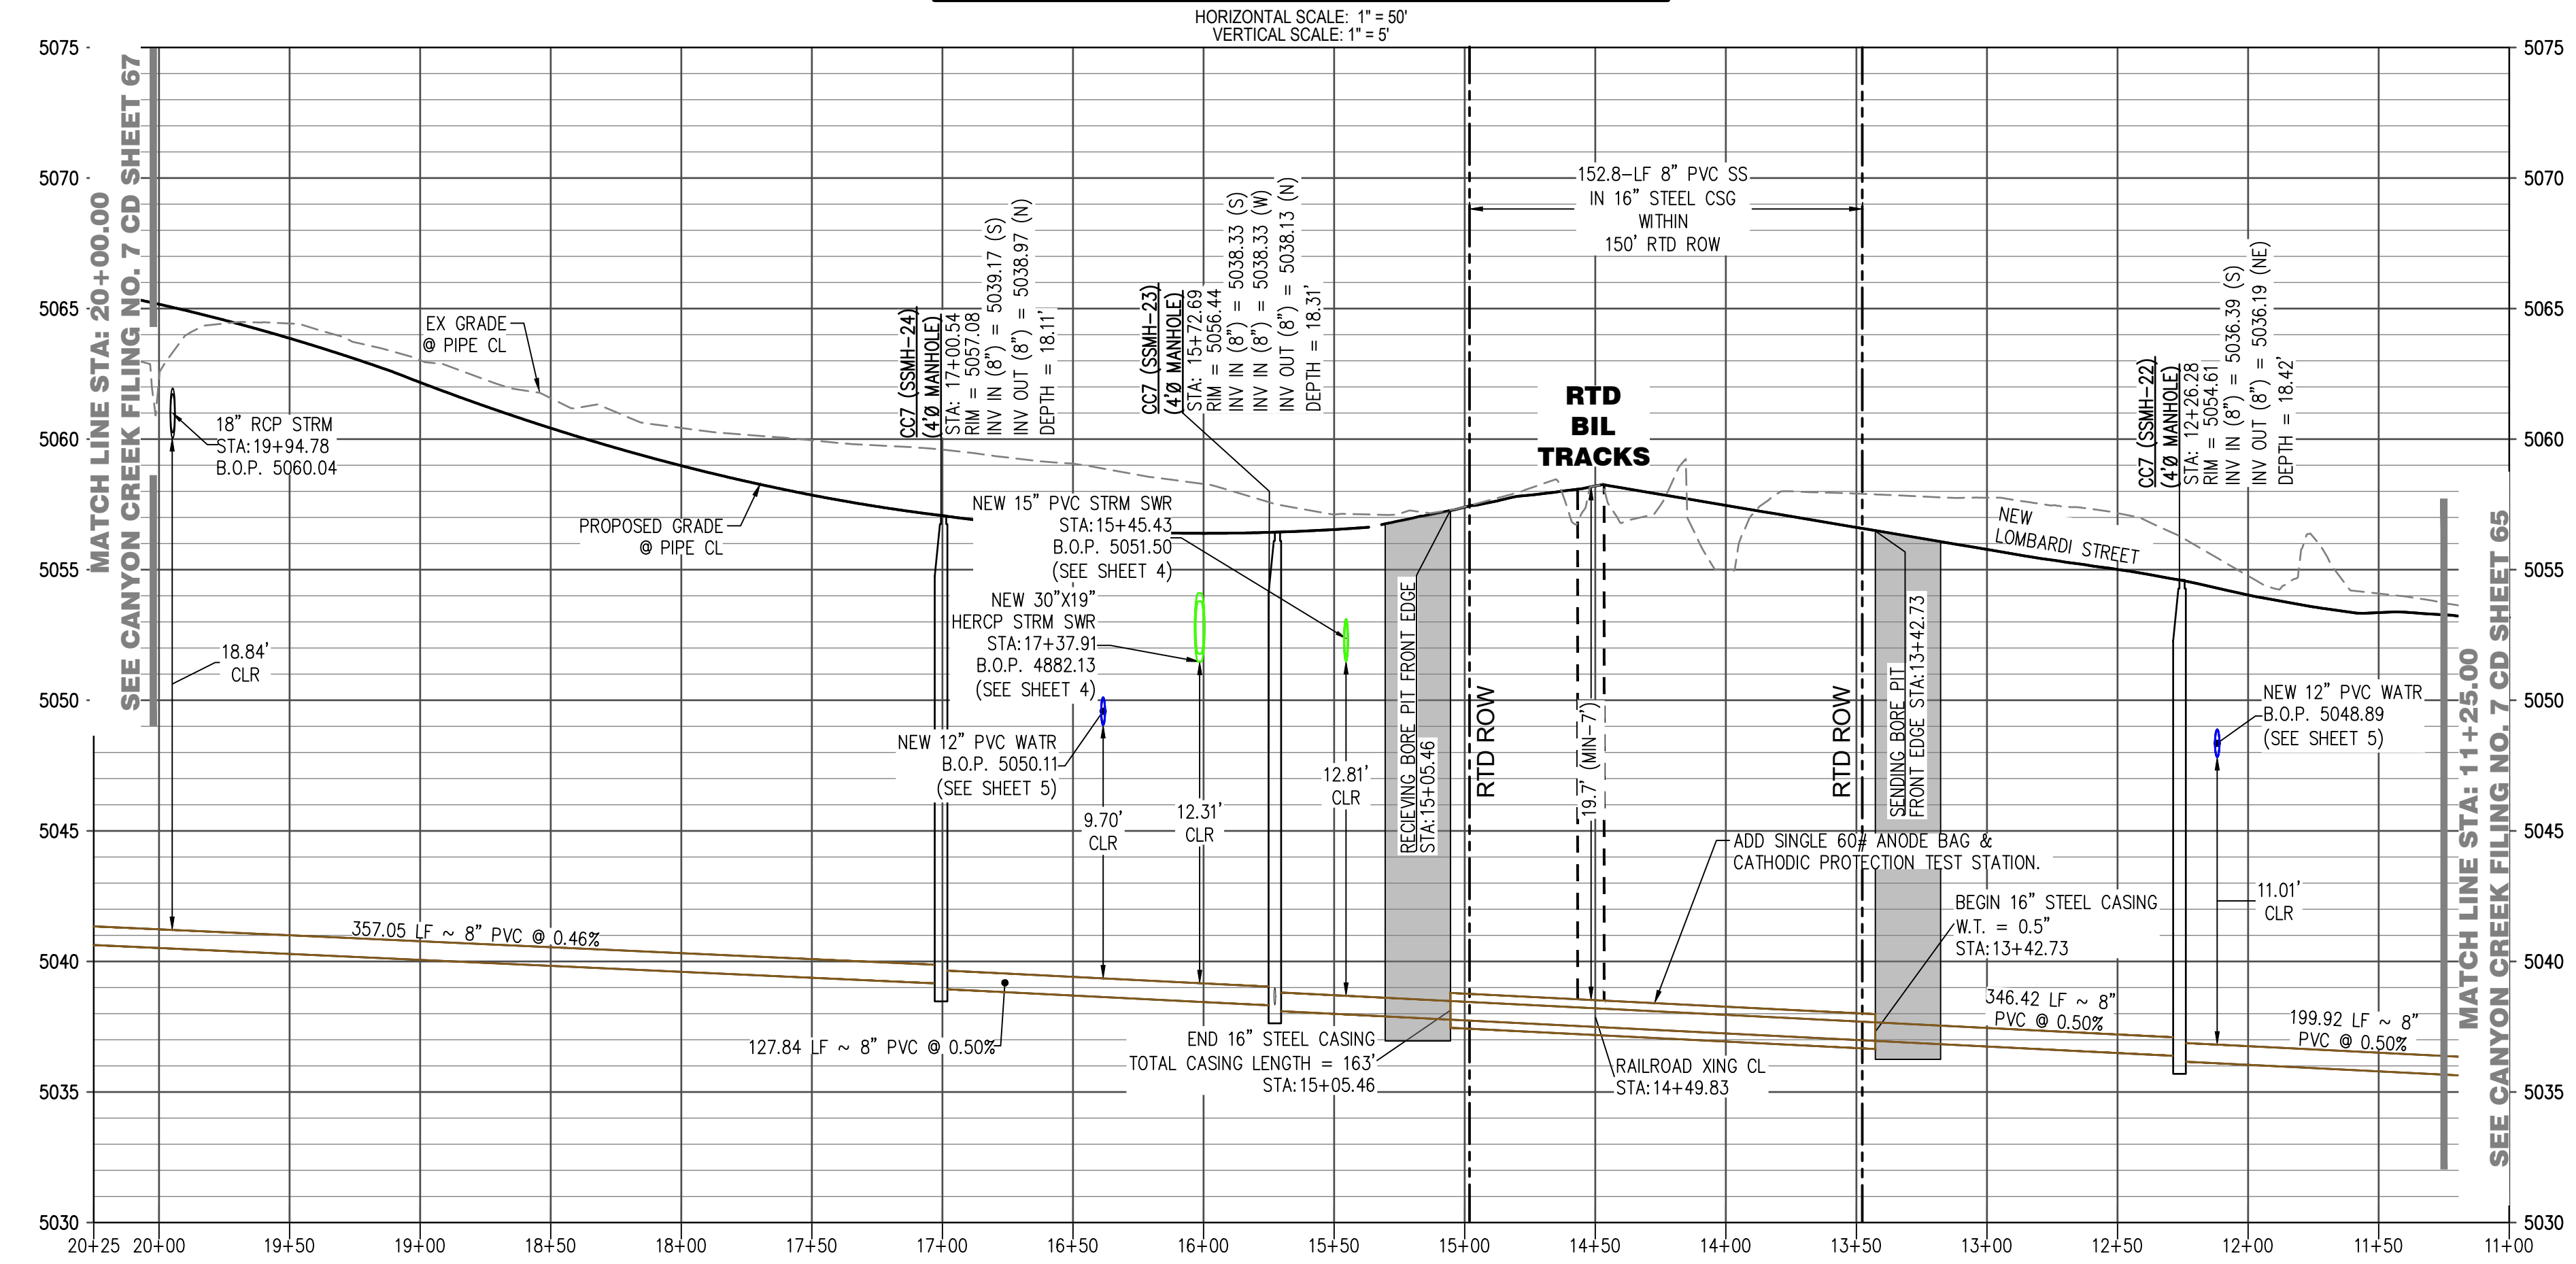 HORIZONTAL SCALE: 1" = 50'
VERTICAL SCALE: 1" = 5'
5075
5070
5065
5060
5055
5050
5045
5040
5035
5030
MATCH LINE STA: 20+00.00
SEE CANYON CREEK FILING NO. 7 CD SHEET 67
18" RCP STRM
STA:19+94.78
B.O.P. 5060.04
18.84'
CLR
EX GRADE
@ PIPE CL
PROPOSED GRADE
@ PIPE CL
357.05 LF ~ 8" PVC @ 0.46%
CC7 (SSMH-24)
(4'Ø MANHOLE)
STA: 17+00.54
RIM = 5057.08
INV IN (8") = 5039.17 (S)
INV OUT (8") = 5038.97 (N)
DEPTH = 18.11'
127.84 LF ~ 8" PVC @ 0.50%
NEW 12" PVC WATR
B.O.P. 5050.11
(SEE SHEET 5)
9.70'
CLR
NEW 30"X19"
HERCP STRM SWR
STA:17+37.91
B.O.P. 4882.13
(SEE SHEET 4)
12.31'
CLR
NEW 15" PVC STRM SWR
STA:15+45.43
B.O.P. 5051.50
(SEE SHEET 4)
12.81'
CLR
CC7 (SSMH-23)
(4'Ø MANHOLE)
STA: 15+72.69
RIM = 5056.44
INV IN (8") = 5038.33 (S)
INV IN (8") = 5038.33 (W)
INV OUT (8") = 5038.13 (N)
DEPTH = 18.31'
RECIEVING BORE PIT FRONT EDGE
STA:15+05.46
END 16" STEEL CASING
TOTAL CASING LENGTH = 163'
STA:15+05.46
RTD ROW
152.8-LF 8" PVC SS
IN 16" STEEL CSG
WITHIN
150' RTD ROW
RTD
BIL
TRACKS
19.7' (MIN-7')
RAILROAD XING CL
STA:14+49.83
ADD SINGLE 60# ANODE BAG &
CATHODIC PROTECTION TEST STATION.
RTD ROW
SENDING BORE PIT
FRONT EDGE STA:13+42.73
BEGIN 16" STEEL CASING
W.T. = 0.5"
STA:13+42.73
NEW
LOMBARDI STREET
346.42 LF ~ 8"
PVC @ 0.50%
CC7 (SSMH-22)
(4'Ø MANHOLE)
STA: 12+26.28
RIM = 5054.61
INV IN (8") = 5036.39 (S)
INV OUT (8") = 5036.19 (NE)
DEPTH = 18.42'
NEW 12" PVC WATR
B.O.P. 5048.89
(SEE SHEET 5)
11.01'
CLR
199.92 LF ~ 8"
PVC @ 0.50%
MATCH LINE STA: 11+25.00
SEE CANYON CREEK FILING NO. 7 CD SHEET 65
5075
5070
5065
5060
5055
5050
5045
5040
5035
5030
20+25 20+00 19+50 19+00 18+50 18+00 17+50 17+00 16+50 16+00 15+50 15+00 14+50 14+00 13+50 13+00 12+50 12+00 11+50 11+00